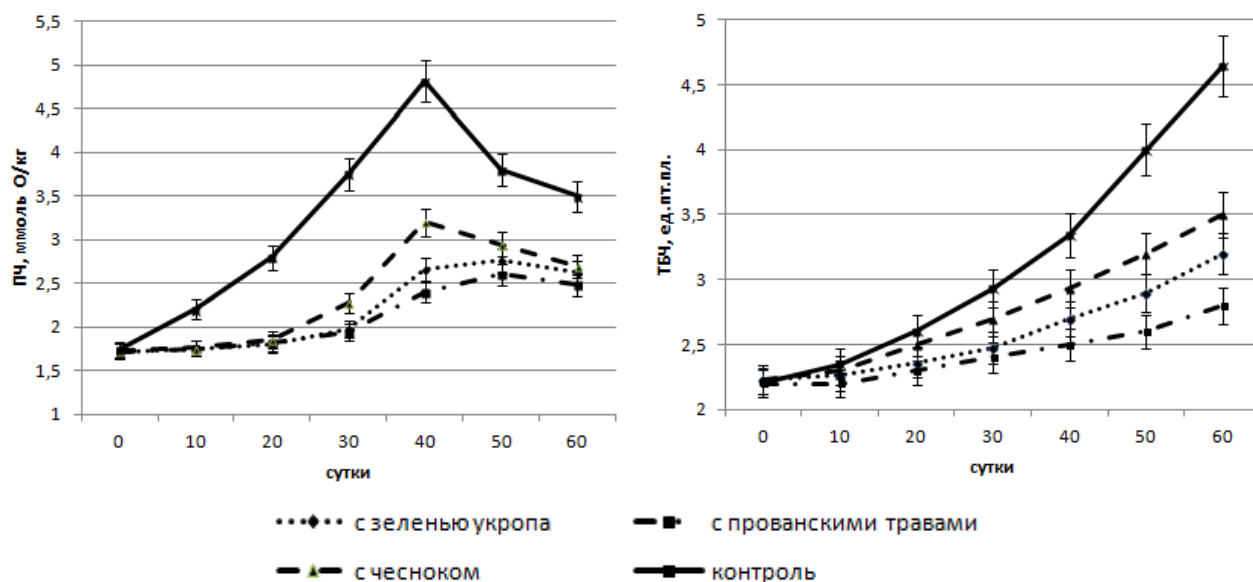 ПЧ, ммоль О/кг
5,5
5
4,5
4
3,5
3
2,5
2
1,5
1
0 10 20 30 40 50 60
сутки
ТБЧ, ед.пт.пл.
5
4,5
4
3,5
3
2,5
2
0 10 20 30 40 50 60
сутки
с зеленью укропа
с прованскими травами
с чесноком
контроль